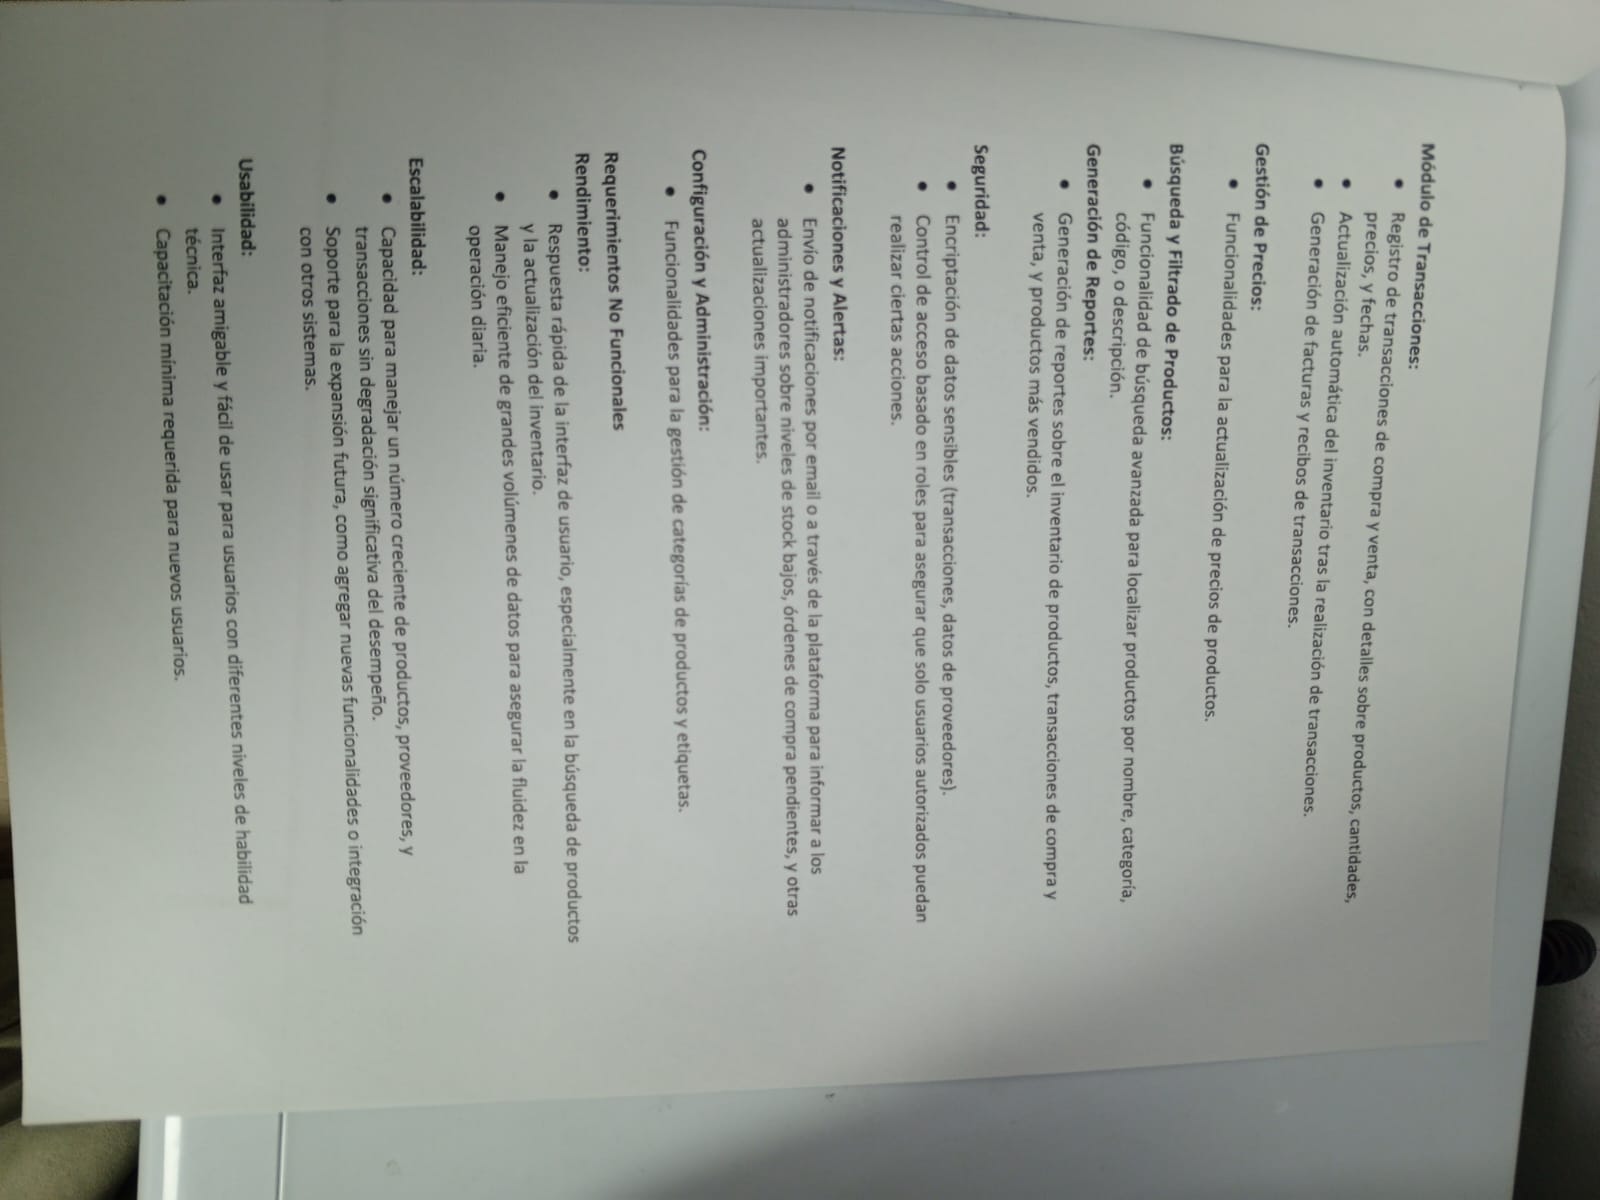 Módulo de Transacciones:
• Registro de transacciones de compra y venta, con detalles sobre productos, cantidades,
precios, y fechas.
• Actualización automática del inventario tras la realización de transacciones.
• Generación de facturas y recibos de transacciones.
Gestión de Precios:
• Funcionalidades para la actualización de precios de productos.
Búsqueda y Filtrado de Productos:
• Funcionalidad de búsqueda avanzada para localizar productos por nombre, categoría,
código, o descripción.
Generación de Reportes:
• Generación de reportes sobre el inventario de productos, transacciones de compra y
venta, y productos más vendidos.
Seguridad:
• Encriptación de datos sensibles (transacciones, datos de proveedores).
• Control de acceso basado en roles para asegurar que solo usuarios autorizados puedan
realizar ciertas acciones.
Notificaciones y Alertas:
• Envío de notificaciones por email o a través de la plataforma para informar a los
administradores sobre niveles de stock bajos, órdenes de compra pendientes, y otras
actualizaciones importantes.
Configuración y Administración:
• Funcionalidades para la gestión de categorías de productos y etiquetas.
Requerimientos No Funcionales
Rendimiento:
• Respuesta rápida de la interfaz de usuario, especialmente en la búsqueda de productos
y la actualización del inventario.
• Manejo eficiente de grandes volúmenes de datos para asegurar la fluidez en la
operación diaria.
Escalabilidad:
• Capacidad para manejar un número creciente de productos, proveedores, y
transacciones sin degradación significativa del desempeño.
• Soporte para la expansión futura, como agregar nuevas funcionalidades o integración
con otros sistemas.
Usabilidad:
• Interfaz amigable y fácil de usar para usuarios con diferentes niveles de habilidad
técnica.
• Capacitación mínima requerida para nuevos usuarios.